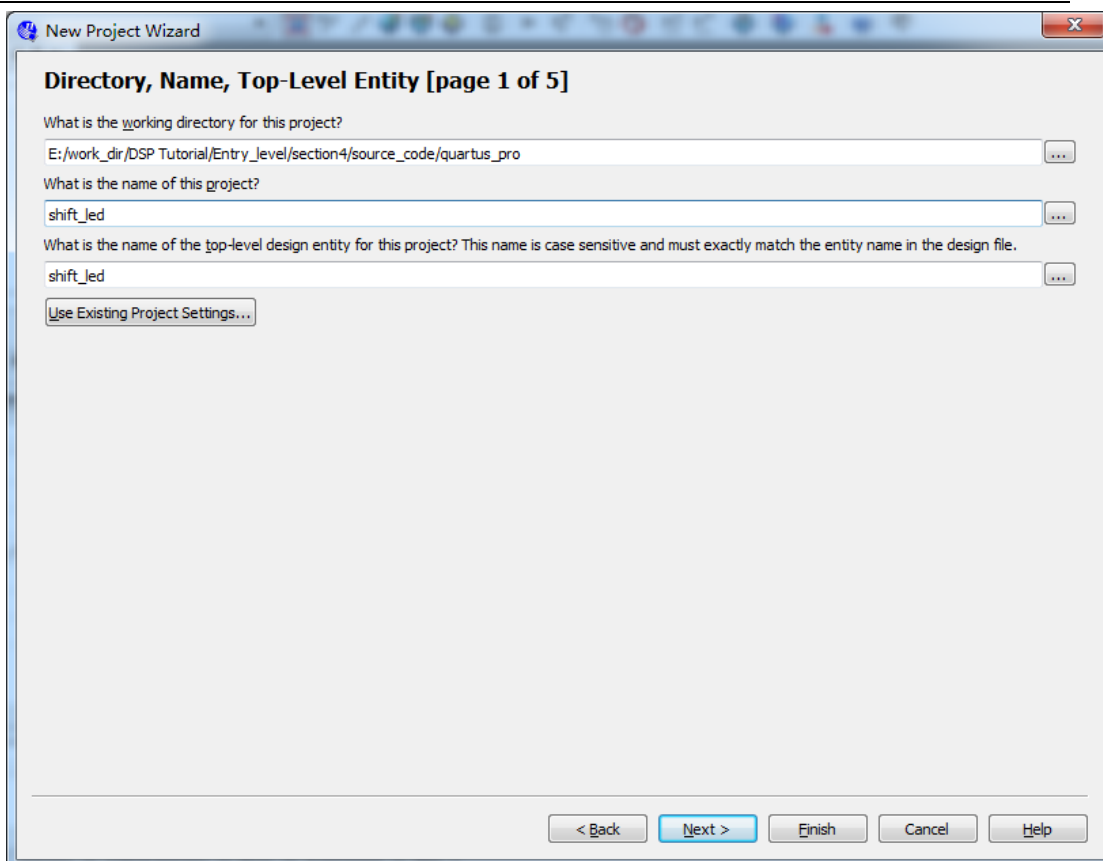 New Project Wizard
Directory, Name, Top-Level Entity [page 1 of 5]
What is the working directory for this project?
E:/work_dir/DSP Tutorial/Entry_level/section4/source_code/quartus_pro
...
What is the name of this project?
shift_led
...
What is the name of the top-level design entity for this project? This name is case sensitive and must exactly match the entity name in the design file.
shift_led
...
Use Existing Project Settings...
< Back Next > Finish Cancel Help